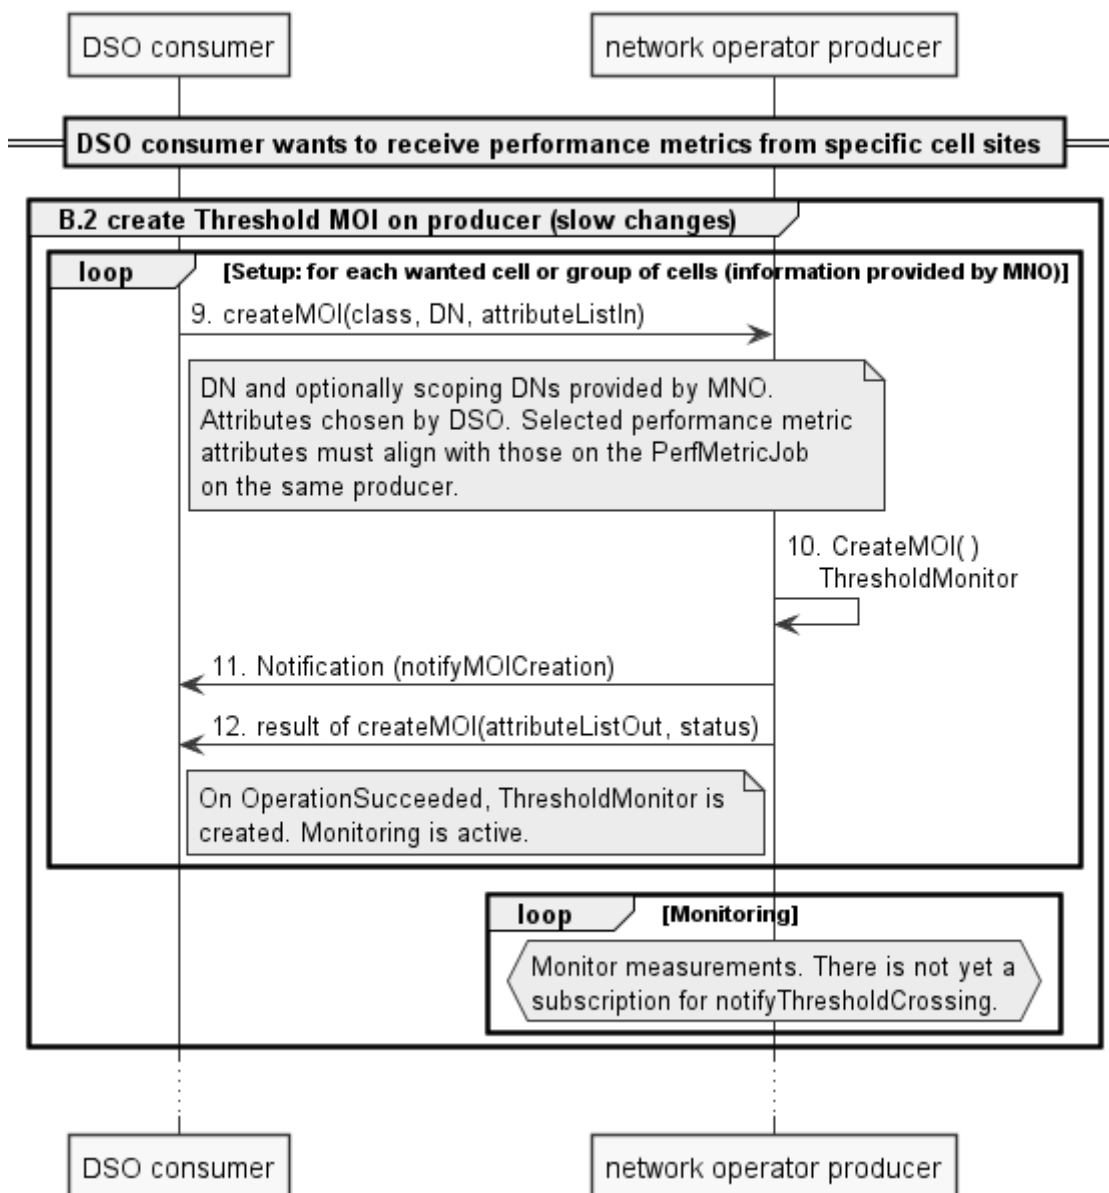 DSO consumer
network operator producer
DSO consumer wants to receive performance metrics from specific cell sites
B.2 create Threshold MOI on producer (slow changes)
loop
[Setup: for each wanted cell or group of cells (information provided by MNO)]
9. createMOI(class, DN, attributeListIn)
DN and optionally scoping DNs provided by MNO.
Attributes chosen by DSO. Selected performance metric
attributes must align with those on the PerfMetricJob
on the same producer.
10. CreateMOI( )
ThresholdMonitor
11. Notification (notifyMOICreation)
12. result of createMOI(attributeListOut, status)
On OperationSucceeded, ThresholdMonitor is
created. Monitoring is active.
loop
[Monitoring]
Monitor measurements. There is not yet a
subscription for notifyThresholdCrossing.
DSO consumer
network operator producer